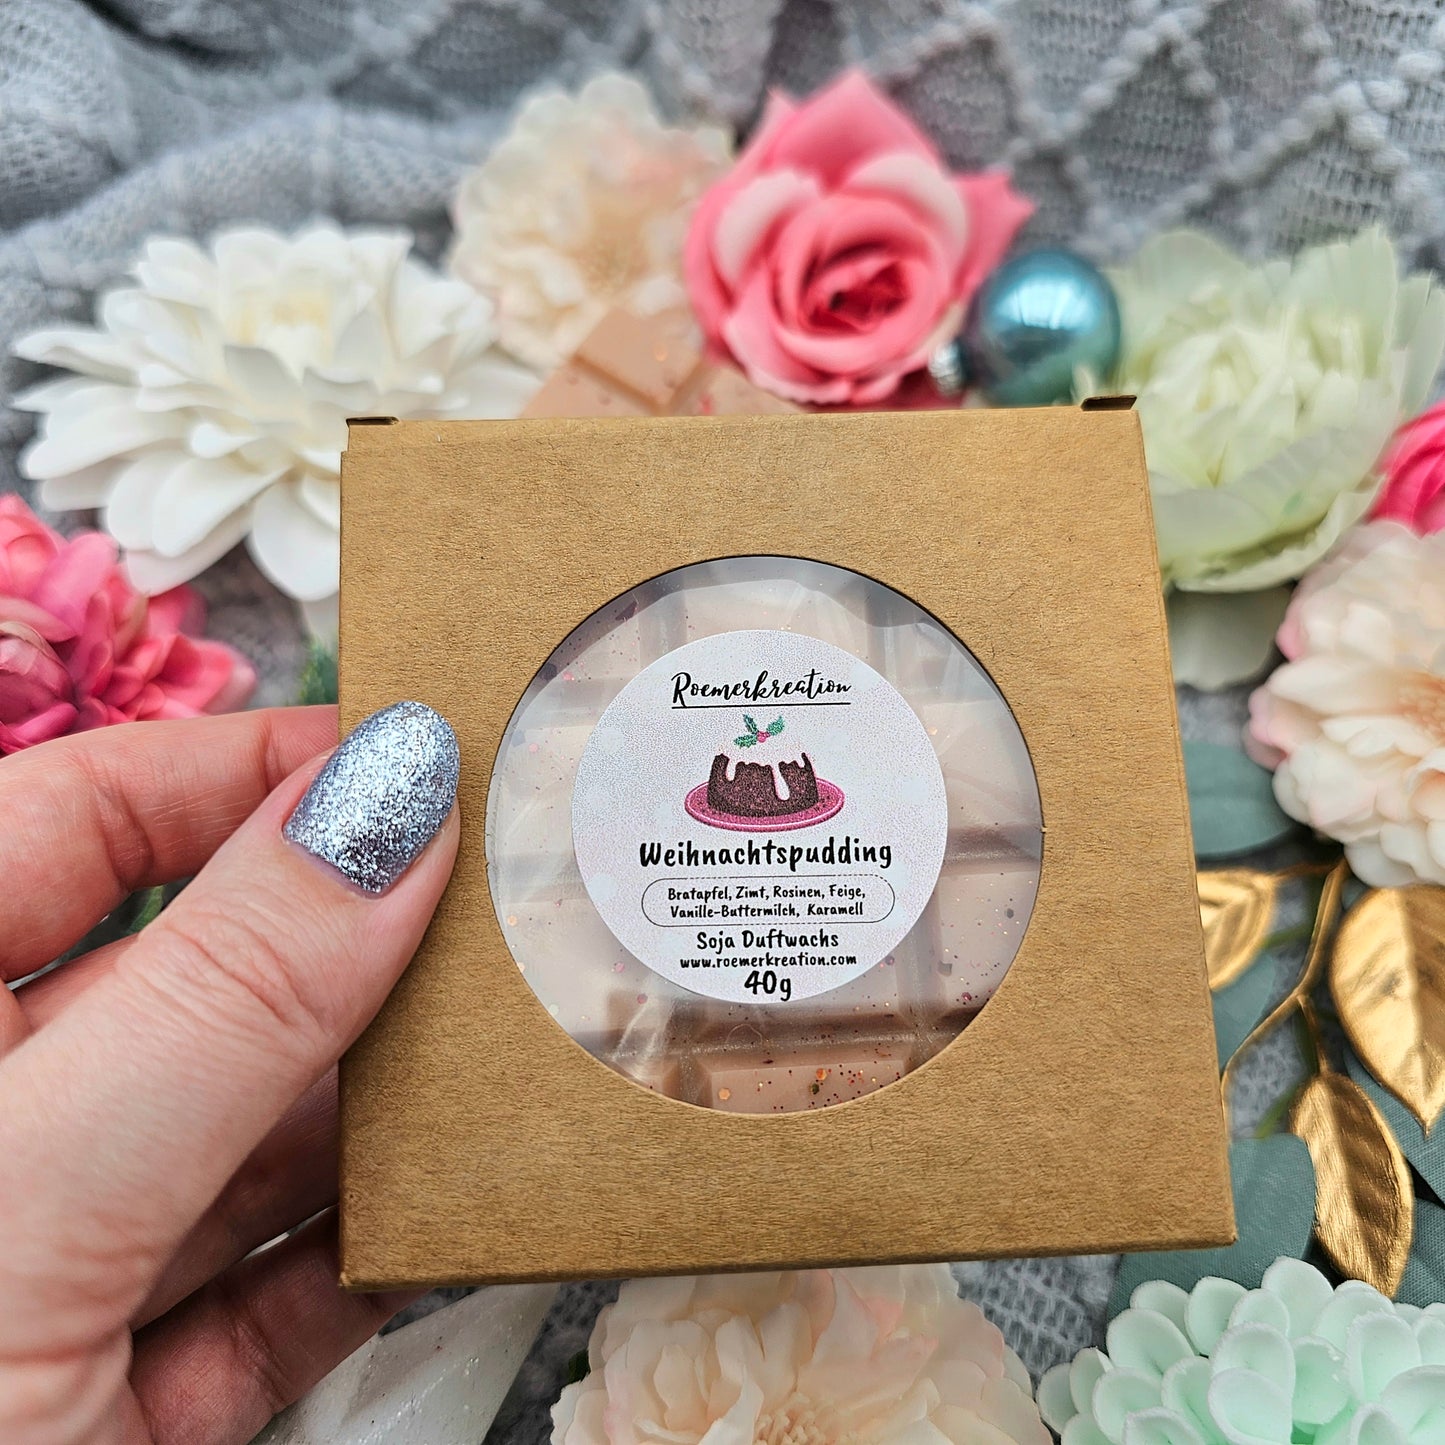 Roemerkreation
Weihnachtspudding
Bratapfel, Zimt, Rosinen, Feige,
Vanille-Buttermilch, Karamell
Soja Duftwachs
www.roemerkreation.com
40g